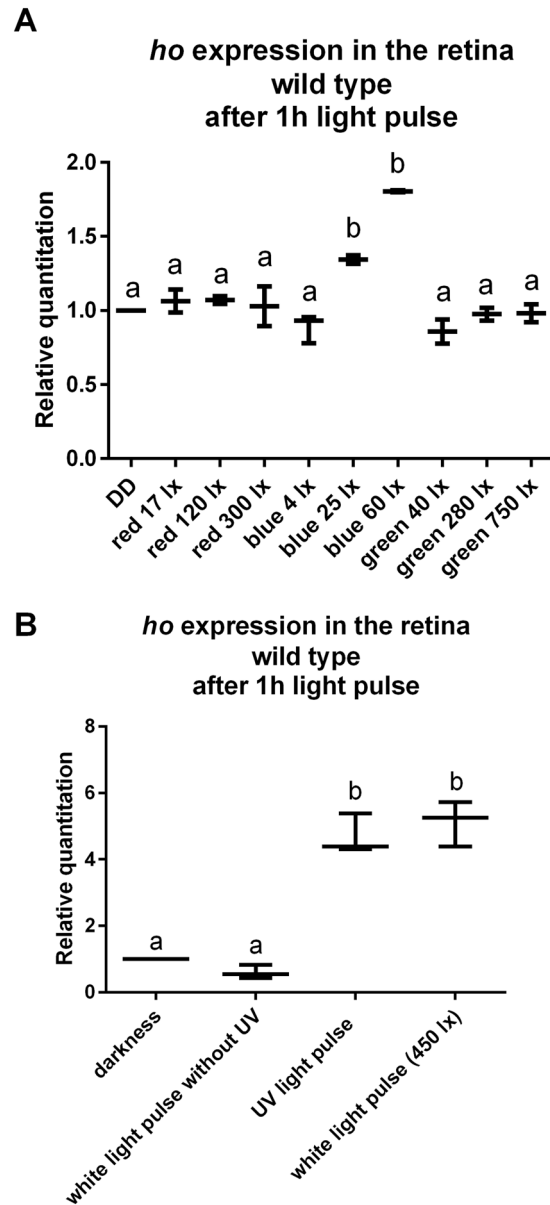 A
ho expression in the retina
wild type
after 1h light pulse
Relative quantitation
2.0
1.5
1.0
0.5
0.0
a
a
a
a
a
b
b
a
a
a
DD
red 17 lx
red 120 lx
red 300 lx
blue 4 lx
blue 25 lx
blue 60 lx
green 40 lx
green 280 lx
green 750 lx
B
ho expression in the retina
wild type
after 1h light pulse
Relative quantitation
8
6
4
2
0
a
a
b
b
darkness
white light pulse without UV
UV light pulse
white light pulse (450 lx)